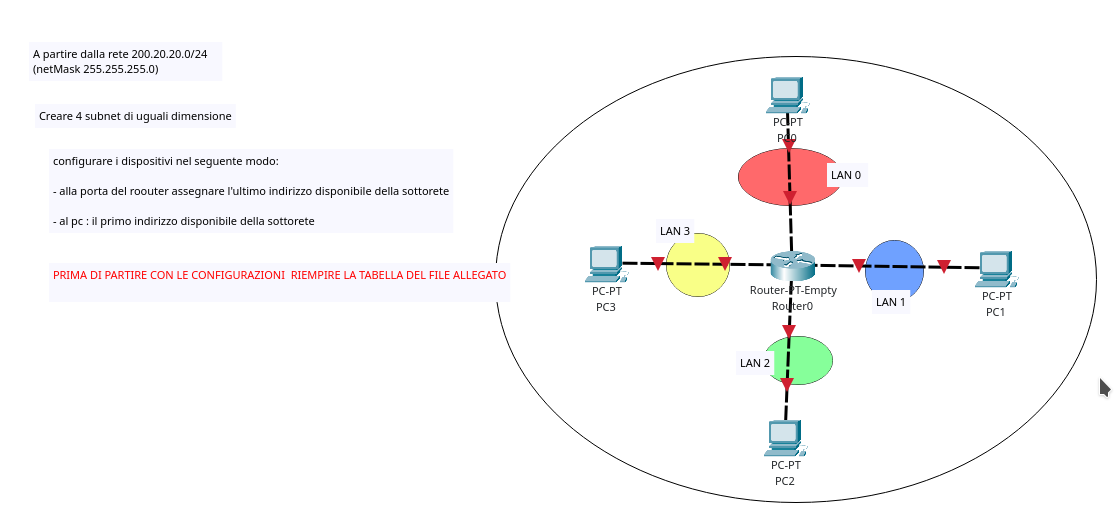 A partire dalla rete 200.20.20.0/24
(netMask 255.255.255.0)
Creare 4 subnet di uguali dimensione
configurare i dispositivi nel seguente modo:
- alla porta del roouter assegnare l'ultimo indirizzo disponibile della sottorete
- al pc : il primo indirizzo disponibile della sottorete
PRIMA DI PARTIRE CON LE CONFIGURAZIONI RIEMPIRE LA TABELLA DEL FILE ALLEGATO
PC-PT
PC0
LAN 0
LAN 3
PC-PT
PC3
Router-PT-Empty
Router0
LAN 1
PC-PT
PC1
LAN 2
PC-PT
PC2